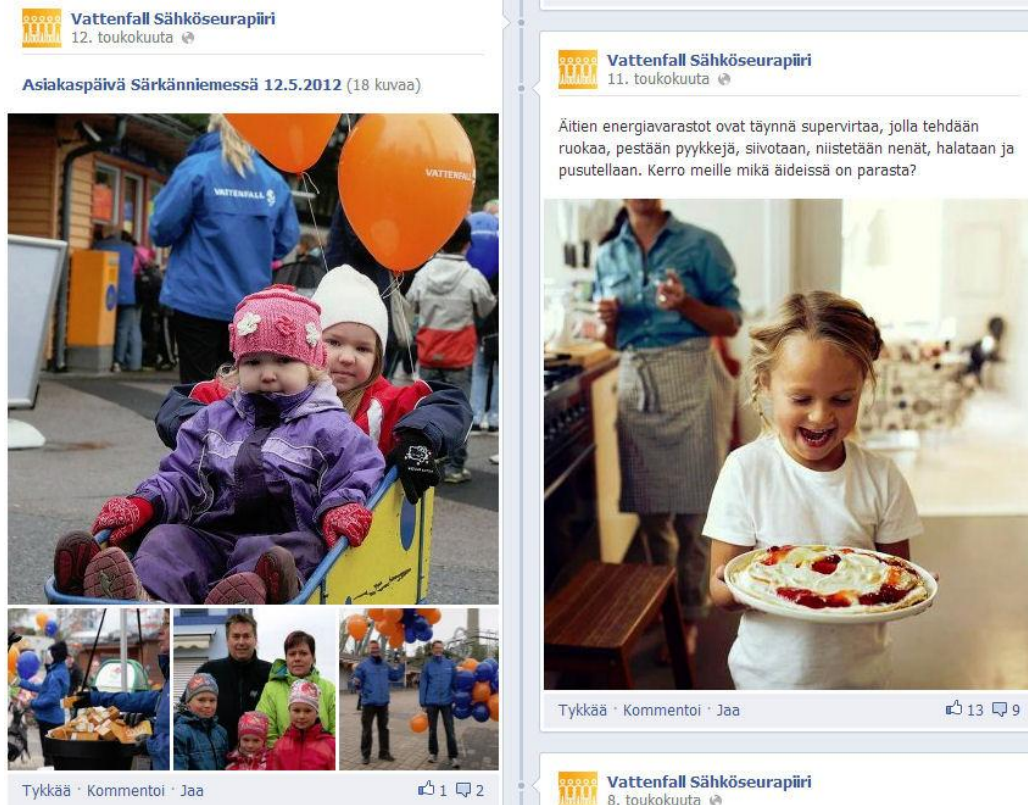 Vattenfall Sähköseurapiiri
12. toukokuuta
Asiakaspäivä Särkänniemessä 12.5.2012 (18 kuvaa)
VATTENFALL
VATTENFALL
Tykkää · Kommentoi · Jaa
1 2
Vattenfall Sähköseurapiiri
11. toukokuuta
Äitien energiavarastot ovat täynnä supervirtaa, jolla tehdään
ruokaa, pestään pyykkejä, siivotaan, niistetään nenät, halataan ja
pusutellaan. Kerro meille mikä äideissä on parasta?
Tykkää · Kommentoi · Jaa
13 9
Vattenfall Sähköseurapiiri
8. toukokuuta